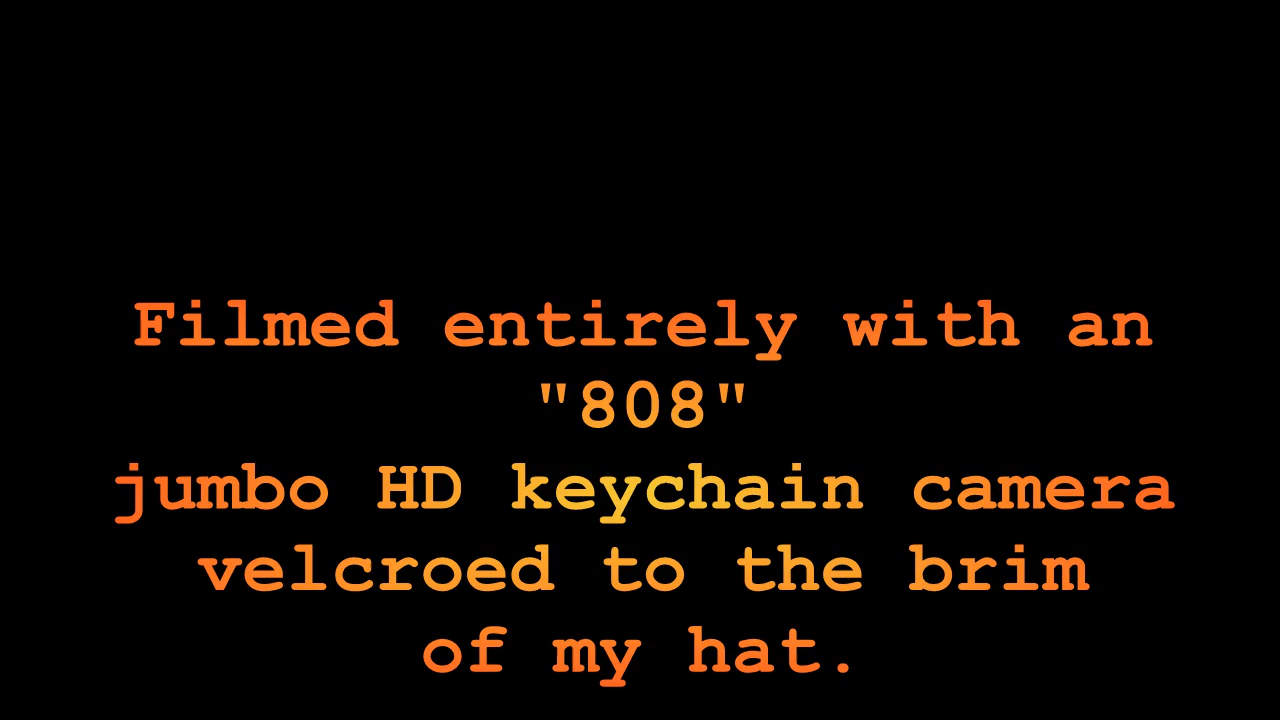 Filmed entirely with an
"808"
jumbo HD keychain camera
velcroed to the brim
of my hat.